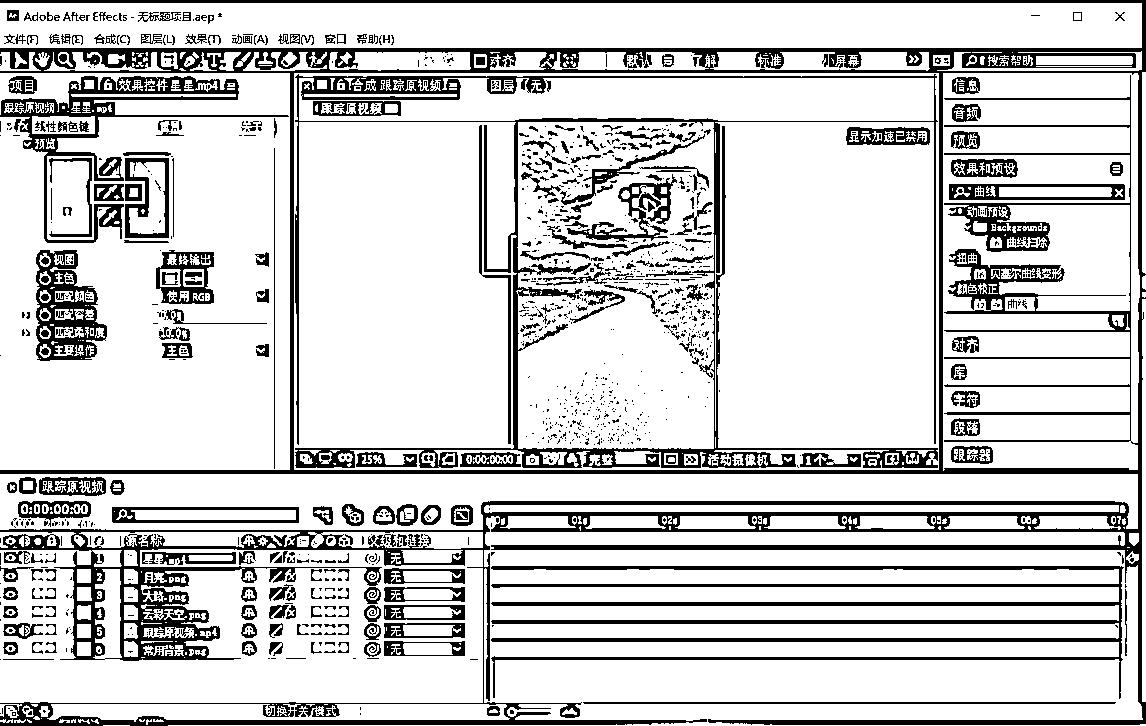 Adobe After Effects - 无标题项目.aep *
文件(F) 编辑(E) 合成(C) 图层(L) 效果(T) 动画(A) 视图(V) 窗口 帮助(H)
对齐 默认 了解 标准 小屏幕 搜索帮助
项目 效果控件 星星.mp4
合成 跟踪原视频 图层 (无)
信息
跟踪原视频 星星.mp4
跟踪原视频
音频
fx 线性颜色键 重置 关于
显示加速已禁用
预览
预览
效果和预设
曲线
动画预设
Backgrounds
曲线扫除
扭曲
贝塞尔曲线变形
颜色校正
曲线
视图 最终输出
主色
匹配颜色 使用 RGB
匹配容差
匹配柔和度 10.0%
主要操作 主色
对齐
库
字符
段落
跟踪器
25% 0:00:00:00 完整 活动摄像机 1个...
跟踪原视频
0:00:00:00
01s 02s 03s 04s 05s 06s 07s
# 源名称 父级和链接
1 星星.mp4 无
2 月亮.png 无
3 大路.png 无
4 云彩天空.png 无
5 跟踪原视频.mp4 无
6 常用背景.png 无
切换开关/模式